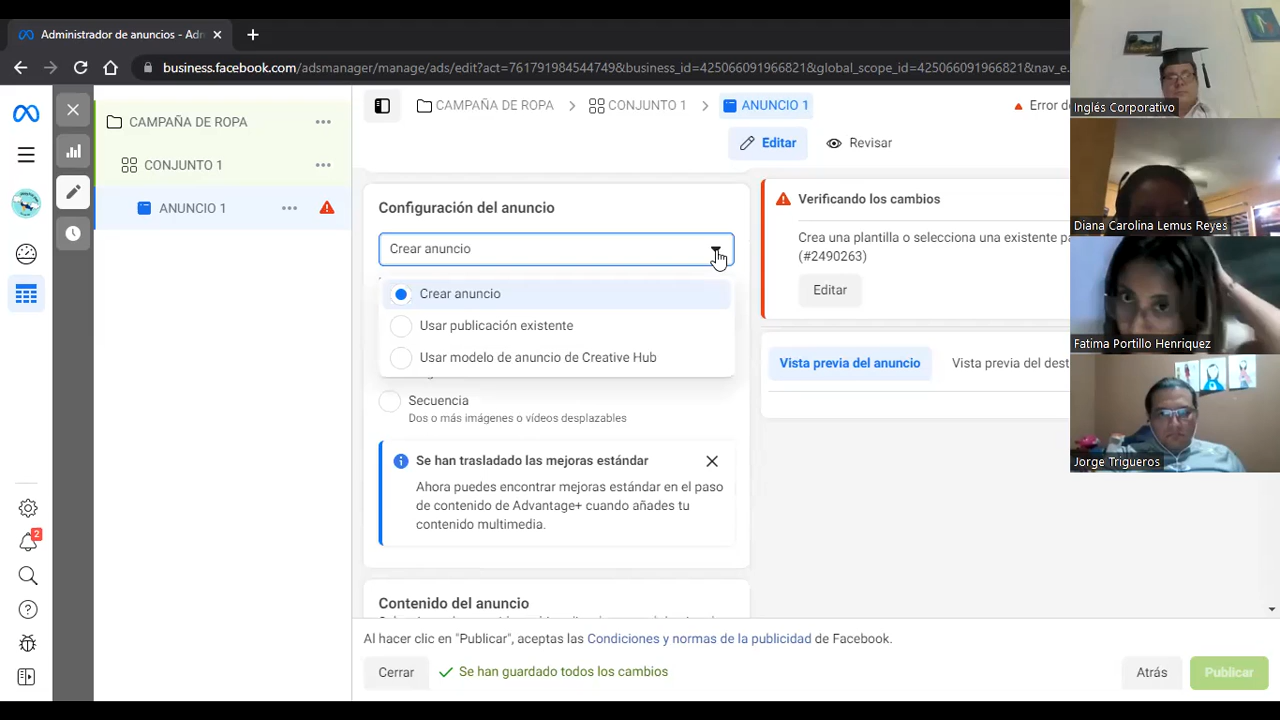 Administrador de anuncios - Adr
business.facebook.com/adsmanager/manage/ads/edit?act=761791984544749&business_id=425066091966821&global_scope_id=425066091966821&nav_e
CAMPAÑA DE ROPA
CONJUNTO 1
ANUNCIO 1
CAMPAÑA DE ROPA
CONJUNTO 1
ANUNCIO 1
Error de
Editar
Revisar
Configuración del anuncio
Crear anuncio
Crear anuncio
Usar publicación existente
Usar modelo de anuncio de Creative Hub
Secuencia
Dos o más imágenes o vídeos desplazables
Se han trasladado las mejoras estándar
Ahora puedes encontrar mejoras estándar en el paso
de contenido de Advantage+ cuando añades tu
contenido multimedia.
Contenido del anuncio
Verificando los cambios
Crea una plantilla o selecciona una existente pa
(#2490263)
Editar
Vista previa del anuncio
Vista previa del dest
Al hacer clic en "Publicar", aceptas las Condiciones y normas de la publicidad de Facebook.
Cerrar
Se han guardado todos los cambios
Atrás
Publicar
2
Inglés Corporativo
Diana Carolina Lemus Reyes
Fatima Portillo Henriquez
Jorge Trigueros